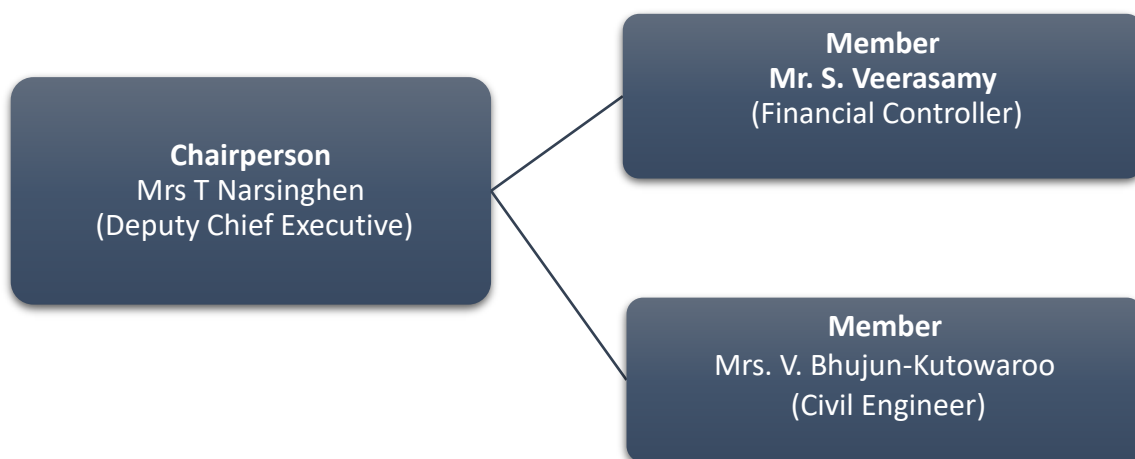 Chairperson
Mrs T Narsinghen
(Deputy Chief Executive)
Member
Mr. S. Veerasamy
(Financial Controller)
Member
Mrs. V. Bhujun-Kutowaroo
(Civil Engineer)